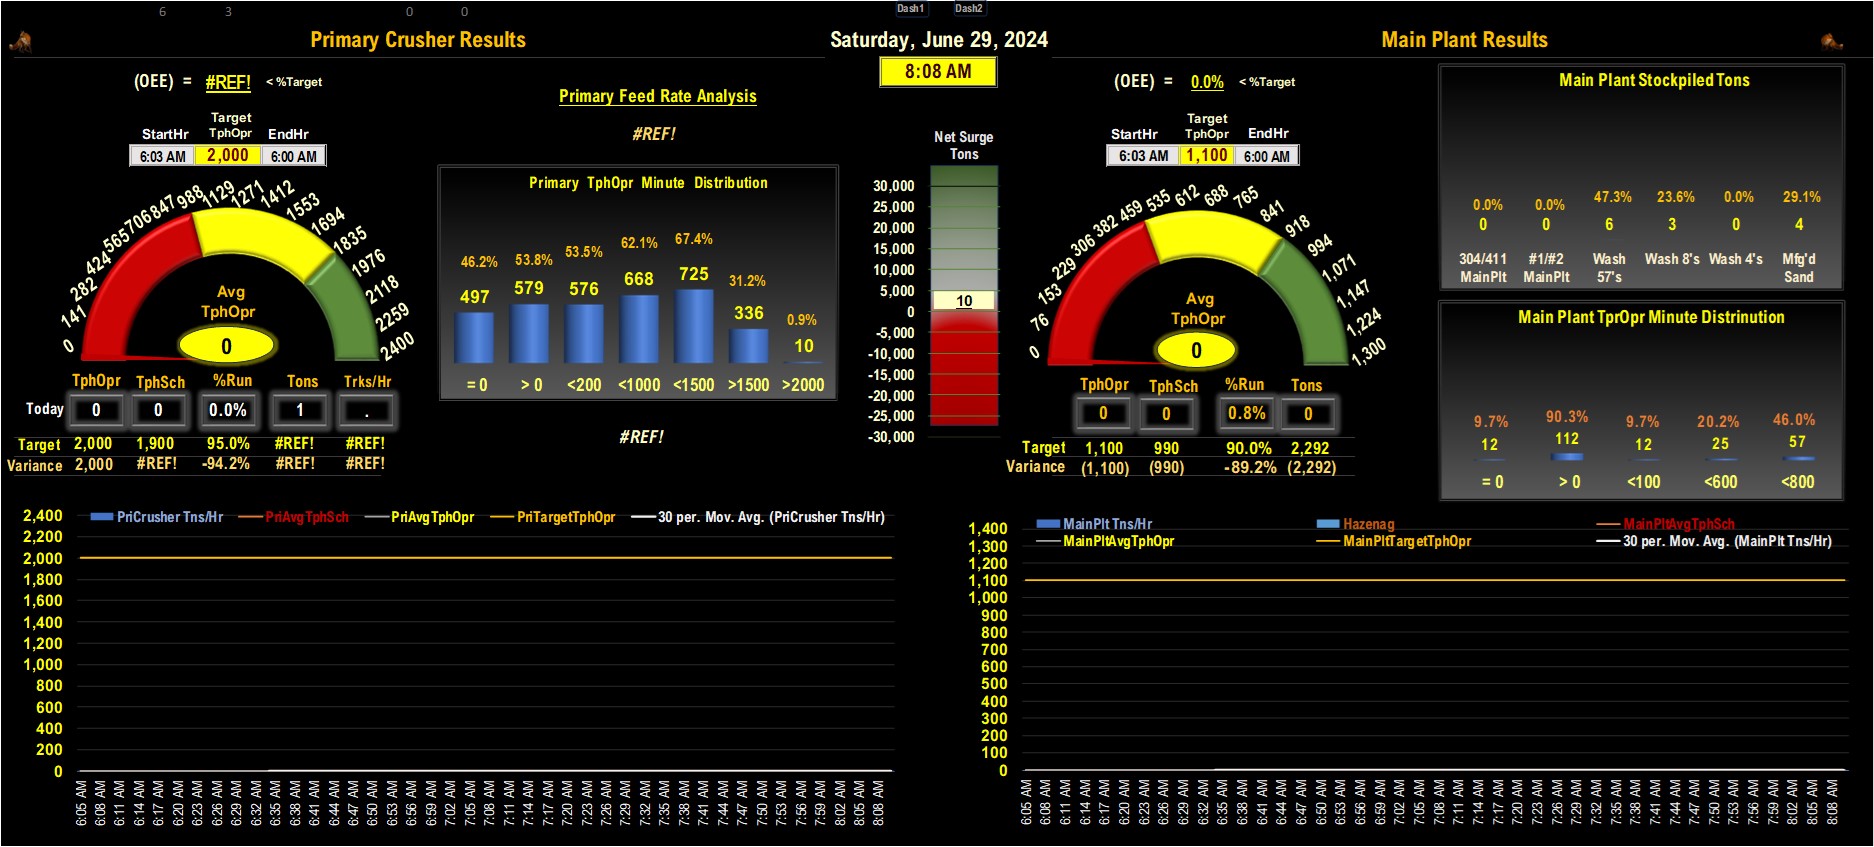 6 3 0 0 Dash1 Dash2
Primary Crusher Results
Saturday, June 29, 2024
Main Plant Results
8:08 AM
(OEE) = #REF! < %Target
StartHr Target TphOpr EndHr
6:03 AM 2,000 6:00 AM
0 141 282 424 565 706 847 988 1129 1271 1412 1553 1694 1835 1976 2118 2259 2400
Avg
TphOpr
0
TphOpr TphSch %Run Tons Trks/Hr
Today 0 0 0.0% 1 .
Target 2,000 1,900 95.0% #REF! #REF!
Variance 2,000 #REF! -94.2% #REF! #REF!
Primary Feed Rate Analysis
#REF!
Primary TphOpr Minute Distribution
46.2% 53.8% 53.5% 62.1% 67.4% 31.2% 0.9%
497 579 576 668 725 336 10
= 0 > 0 <200 <1000 <1500 >1500 >2000
#REF!
Net Surge
Tons
30,000
25,000
20,000
15,000
10,000
5,000
10
0
-5,000
-10,000
-15,000
-20,000
-25,000
-30,000
(OEE) = 0.0% < %Target
StartHr Target TphOpr EndHr
6:03 AM 1,100 6:00 AM
0 76 153 229 306 382 459 535 612 688 765 841 918 994 1,071 1,147 1,224 1,300
Avg
TphOpr
0
TphOpr TphSch %Run Tons
0 0 0.8% 0
Target 1,100 990 90.0% 2,292
Variance (1,100) (990) -89.2% (2,292)
Main Plant Stockpiled Tons
0.0% 0.0% 47.3% 23.6% 0.0% 29.1%
0 0 6 3 0 4
304/411 #1/#2 Wash Wash 8's Wash 4's Mfg'd
MainPlt MainPlt 57's Sand
Main Plant TprOpr Minute Distrinution
9.7% 90.3% 9.7% 20.2% 46.0%
12 112 12 25 57
= 0 > 0 <100 <600 <800
PriCrusher Tns/Hr PriAvgTphSch PriAvgTphOpr PriTargetTphOpr 30 per. Mov. Avg. (PriCrusher Tns/Hr)
2,400
2,200
2,000
1,800
1,600
1,400
1,200
1,000
800
600
400
200
0
6:05 AM 6:08 AM 6:11 AM 6:14 AM 6:17 AM 6:20 AM 6:23 AM 6:26 AM 6:29 AM 6:32 AM 6:35 AM 6:38 AM 6:41 AM 6:44 AM 6:47 AM 6:50 AM 6:53 AM 6:56 AM 6:59 AM 7:02 AM 7:05 AM 7:08 AM 7:11 AM 7:14 AM 7:17 AM 7:20 AM 7:23 AM 7:26 AM 7:29 AM 7:32 AM 7:35 AM 7:38 AM 7:41 AM 7:44 AM 7:47 AM 7:50 AM 7:53 AM 7:56 AM 7:59 AM 8:02 AM 8:05 AM 8:08 AM
MainPlt Tns/Hr Hazenag MainPltAvgTphSch
MainPltAvgTphOpr MainPltTargetTphOpr 30 per. Mov. Avg. (MainPlt Tns/Hr)
1,400
1,300
1,200
1,100
1,000
900
800
700
600
500
400
300
200
100
0
6:05 AM 6:08 AM 6:11 AM 6:14 AM 6:17 AM 6:20 AM 6:23 AM 6:26 AM 6:29 AM 6:32 AM 6:35 AM 6:38 AM 6:41 AM 6:44 AM 6:47 AM 6:50 AM 6:53 AM 6:56 AM 6:59 AM 7:02 AM 7:05 AM 7:08 AM 7:11 AM 7:14 AM 7:17 AM 7:20 AM 7:23 AM 7:26 AM 7:29 AM 7:32 AM 7:35 AM 7:38 AM 7:41 AM 7:44 AM 7:47 AM 7:50 AM 7:53 AM 7:56 AM 7:59 AM 8:02 AM 8:05 AM 8:08 AM